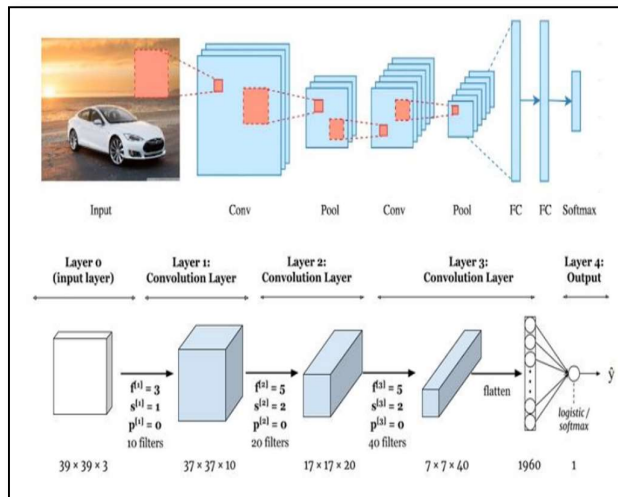 Input Conv Pool Conv Pool FC FC Softmax
Layer 0
(input layer)
Layer 1:
Convolution Layer
Layer 2:
Convolution Layer
Layer 3:
Convolution Layer
Layer 4:
Output
f[1] = 3
s[1] = 1
p[1] = 0
10 filters
f[2] = 5
s[2] = 2
p[2] = 0
20 filters
f[3] = 5
s[3] = 2
p[3] = 0
40 filters
flatten
logistic/
softmax
ŷ
39 × 39 × 3 37 × 37 × 10 17 × 17 × 20 7 × 7 × 40 1960 1